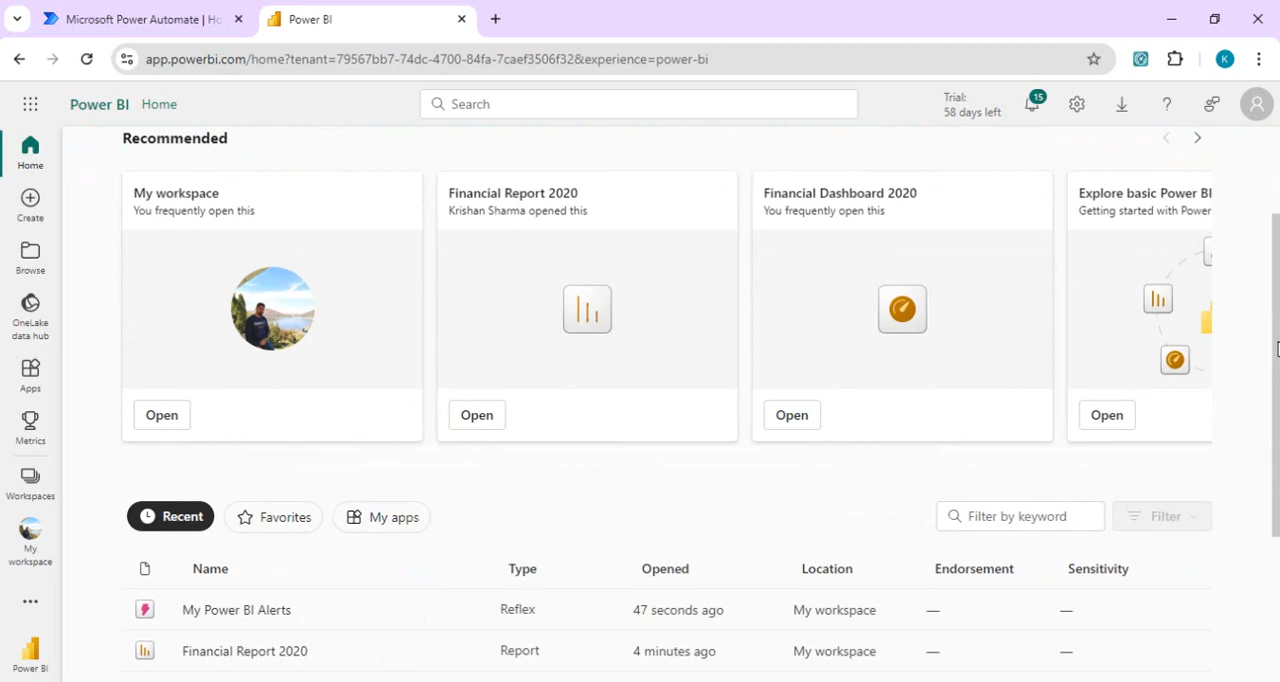 Microsoft Power Automate | Ho
Power BI
app.powerbi.com/home?tenant=79567bb7-74dc-4700-84fa-7caef3506f32&experience=power-bi
K
Power BI Home
Search
Trial:
58 days left
15
Home
Create
Browse
OneLake
data hub
Apps
Metrics
Workspaces
My
workspace
Power BI
Recommended
My workspace
You frequently open this
Open
Financial Report 2020
Krishan Sharma opened this
Open
Financial Dashboard 2020
You frequently open this
Open
Explore basic Power BI
Getting started with Power
Open
Recent
Favorites
My apps
Filter by keyword
Filter
Name Type Opened Location Endorsement Sensitivity
My Power BI Alerts Reflex 47 seconds ago My workspace — —
Financial Report 2020 Report 4 minutes ago My workspace — —